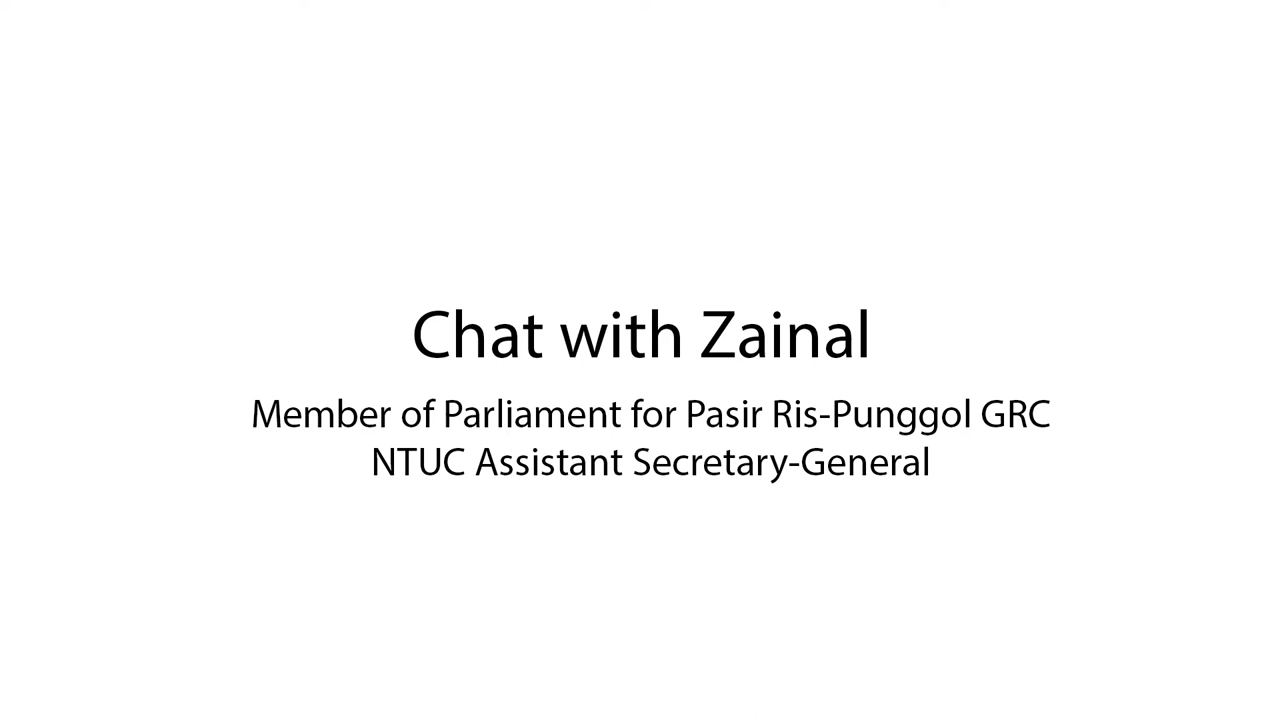 Chat with Zainal
Member of Parliament for Pasir Ris-Punggol GRC
NTUC Assistant Secretary-General